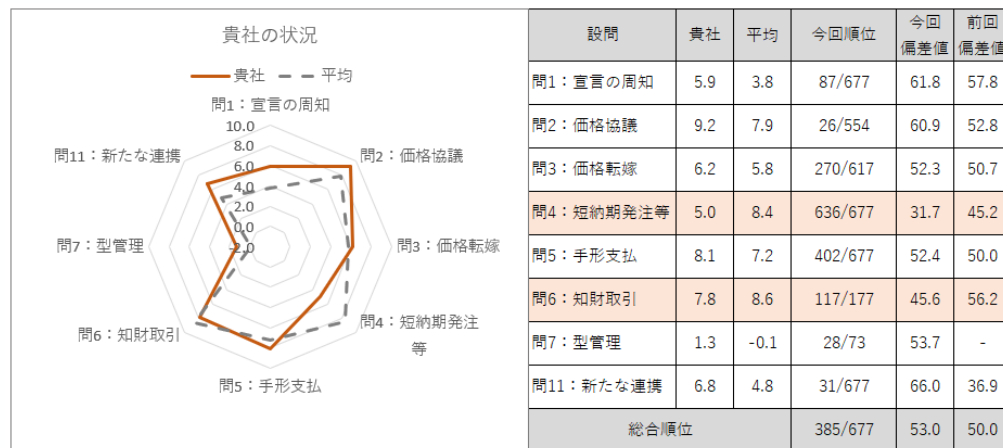 貴社の状況
貴社 平均
問1：宣言の周知
問2：価格協議
問3：価格転嫁
問4：短納期発注
等
問5：手形支払
問6：知財取引
問7：型管理
問11：新たな連携
10.0
8.0
6.0
4.0
2.0
0.0
-2.0
設問 貴社 平均 今回順位 今回偏差値 前回偏差値
問1：宣言の周知 5.9 3.8 87/677 61.8 57.8
問2：価格協議 9.2 7.9 26/554 60.9 52.8
問3：価格転嫁 6.2 5.8 270/617 52.3 50.7
問4：短納期発注等 5.0 8.4 636/677 31.7 45.2
問5：手形支払 8.1 7.2 402/677 52.4 50.0
問6：知財取引 7.8 8.6 117/177 45.6 56.2
問7：型管理 1.3 -0.1 28/73 53.7 -
問11：新たな連携 6.8 4.8 31/677 66.0 36.9
総合順位 385/677 53.0 50.0